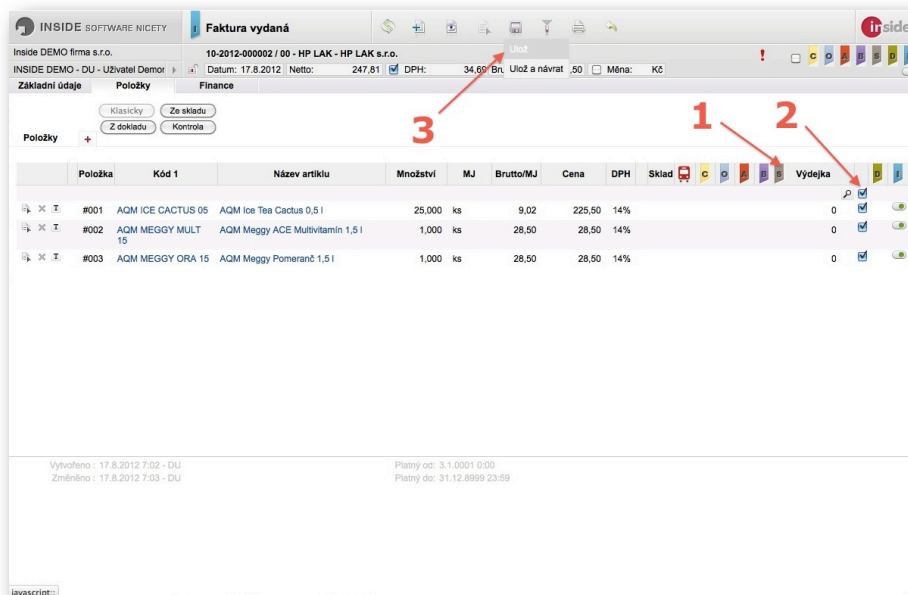 INSIDE SOFTWARE NICETY I Faktura vydaná inside
Inside DEMO firma s.r.o. 10-2012-000002 / 00 - HP LAK - HP LAK s.r.o. Ulož ! C O A B S D
INSIDE DEMO - DU - Uživatel Demor Datum: 17.8.2012 Netto: 247,81 DPH: 34,69 Bru Ulož a návrat ,50 Měna: Kč
Základní údaje Položky Finance
Klasicky Ze skladu
Z dokladu Kontrola
Položky +
3 1 2
Položka Kód 1 Název artiklu Množství MJ Brutto/MJ Cena DPH Sklad C O A B S Výdejka D I
#001 AQM ICE CACTUS 05 AQM Ice Tea Cactus 0,5 l 25,000 ks 9,02 225,50 14% 0
#002 AQM MEGGY MULT 15 AQM Meggy ACE Multivitamín 1,5 l 1,000 ks 28,50 28,50 14% 0
#003 AQM MEGGY ORA 15 AQM Meggy Pomeranč 1,5 l 1,000 ks 28,50 28,50 14% 0
Vytvořeno : 17.8.2012 7:02 - DU Platný od: 3.1.0001 0:00
Změněno : 17.8.2012 7:03 - DU Platný do: 31.12.8999 23:59
javascript:;